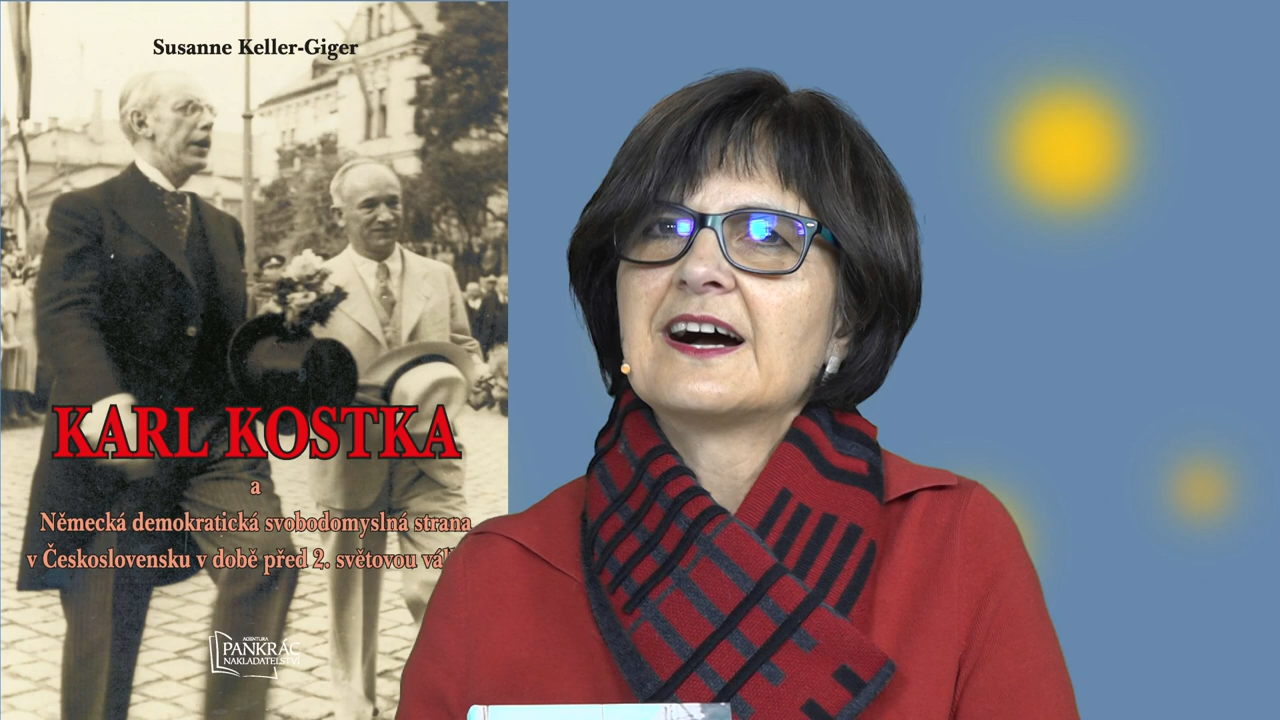 Susanne Keller-Giger
KARL KOSTKA
a
Německá demokratická svobodomyslná strana
v Československu v době před 2. světovou
AGENTURA
PANKRÁC
NAKLADATELSTVÍ